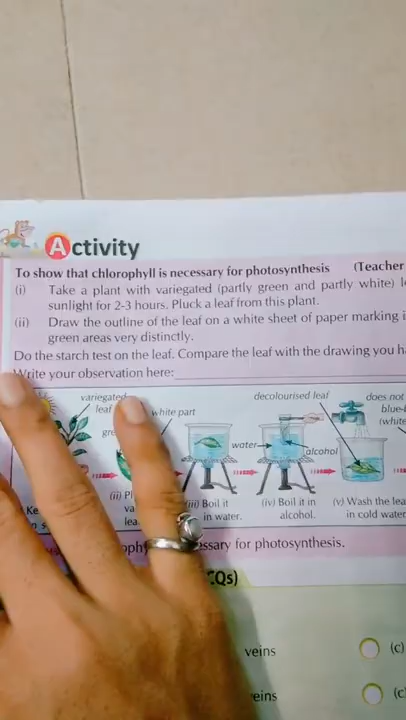 Activity
To show that chlorophyll is necessary for photosynthesis (Teacher
(i) Take a plant with variegated (partly green and partly white)
sunlight for 2-3 hours. Pluck a leaf from this plant.
(ii) Draw the outline of the leaf on a white sheet of paper marking
green areas very distinctly.
Do the starch test on the leaf. Compare the leaf with the drawing you
Write your observation here:
variegated
leaf
white part
decolourised leaf
does not
blue-
(white
water
alcohol
(ii)
(iii) Boil it
in water.
(iv) Boil it in
alcohol.
(v) Wash the
in cold water
for photosynthesis.
veins
(c)